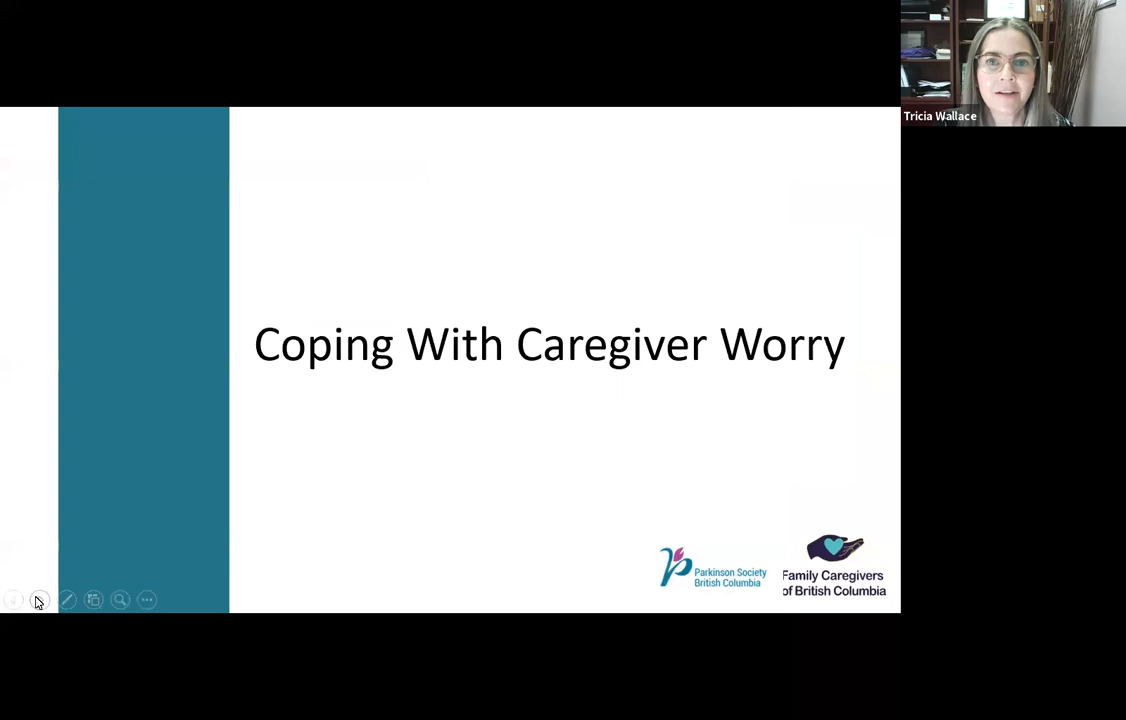 Tricia Wallace
Coping With Caregiver Worry
Parkinson Society
British Columbia
Family Caregivers
of British Columbia